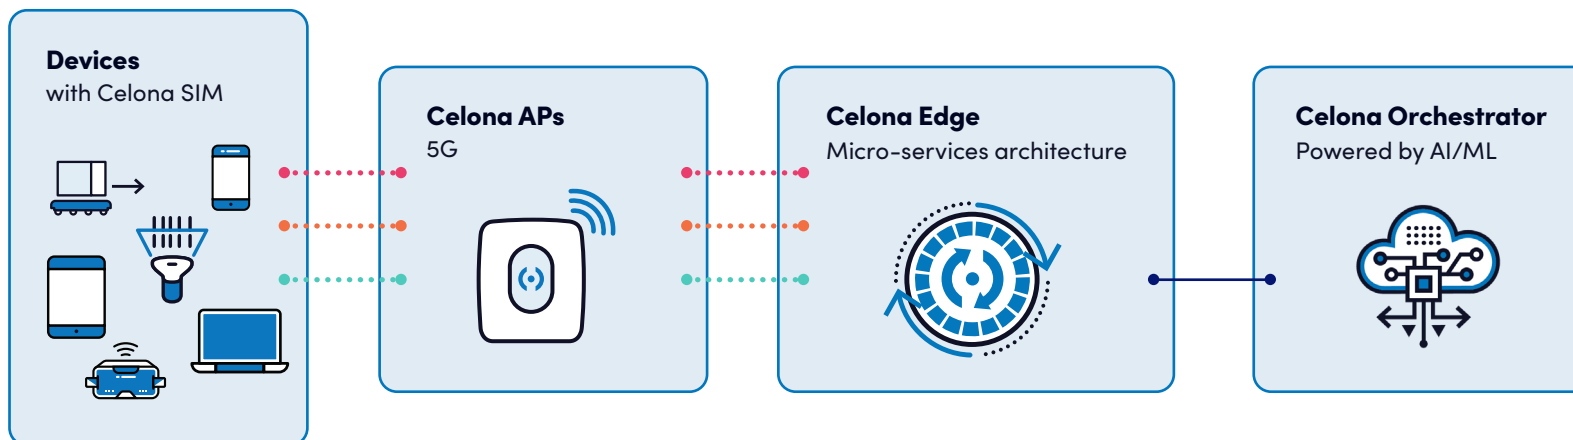 Devices
with Celona SIM
Celona APs
5G
Celona Edge
Micro-services architecture
Celona Orchestrator
Powered by AI/ML